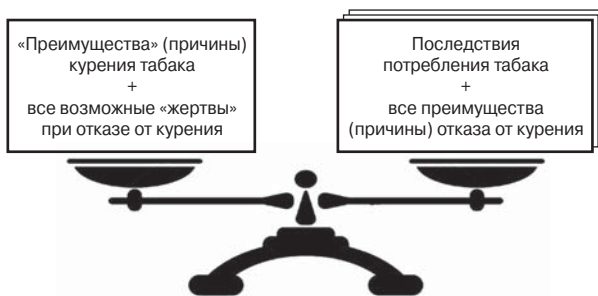 «Преимущества» (причины)
курения табака
+
все возможные «жертвы»
при отказе от курения
Последствия
потребления табака
+
все преимущества
(причины) отказа от курения